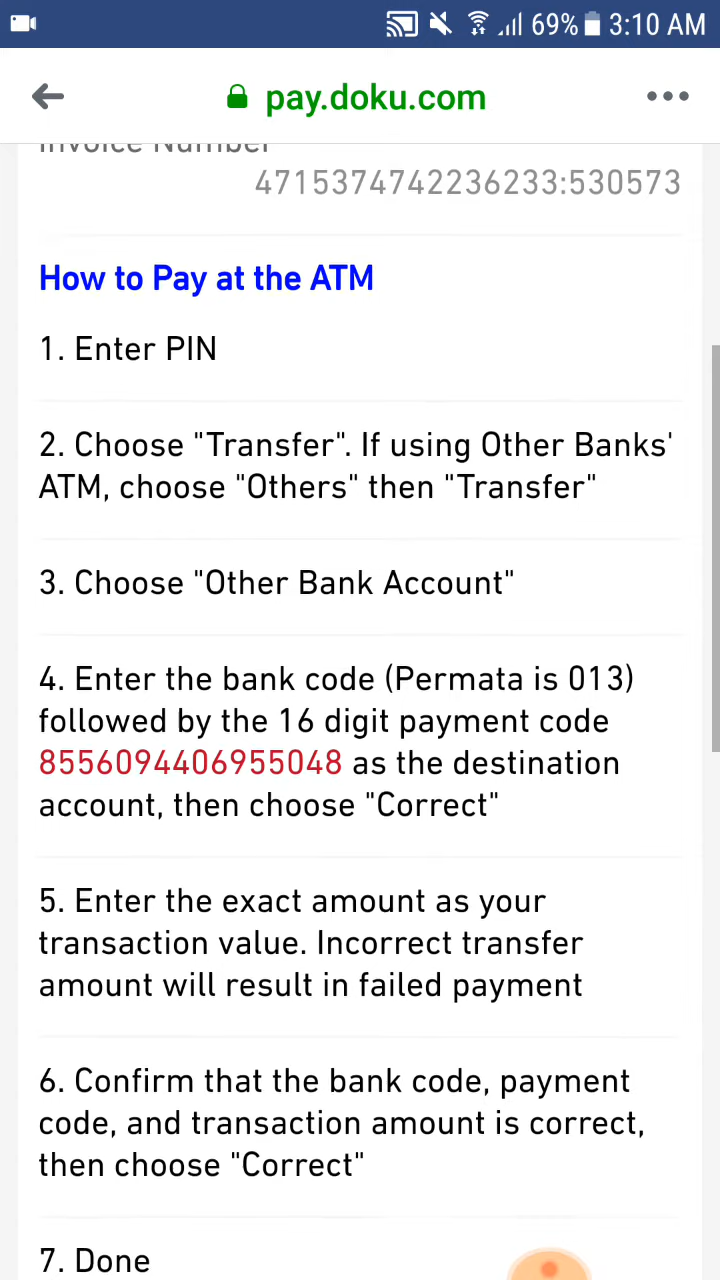 69% 3:10 AM
pay.doku.com
Invoice Number
4715374742236233:530573
How to Pay at the ATM
1. Enter PIN
2. Choose "Transfer". If using Other Banks'
ATM, choose "Others" then "Transfer"
3. Choose "Other Bank Account"
4. Enter the bank code (Permata is 013)
followed by the 16 digit payment code
8556094406955048 as the destination
account, then choose "Correct"
5. Enter the exact amount as your
transaction value. Incorrect transfer
amount will result in failed payment
6. Confirm that the bank code, payment
code, and transaction amount is correct,
then choose "Correct"
7. Done